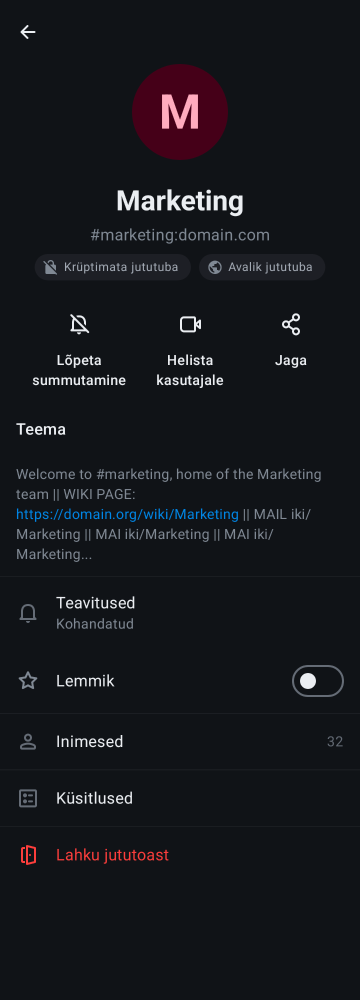 M
Marketing
#marketing:domain.com
Krüptimata jututuba
Avalik jututuba
Lõpeta
summutamine
Helista
kasutajale
Jaga
Teema
Welcome to #marketing, home of the Marketing
team || WIKI PAGE:
https://domain.org/wiki/Marketing || MAIL iki/
Marketing || MAI iki/Marketing || MAI iki/
Marketing...
Teavitused
Kohandatud
Lemmik
Inimesed 32
Küsitlused
Lahku jututoast